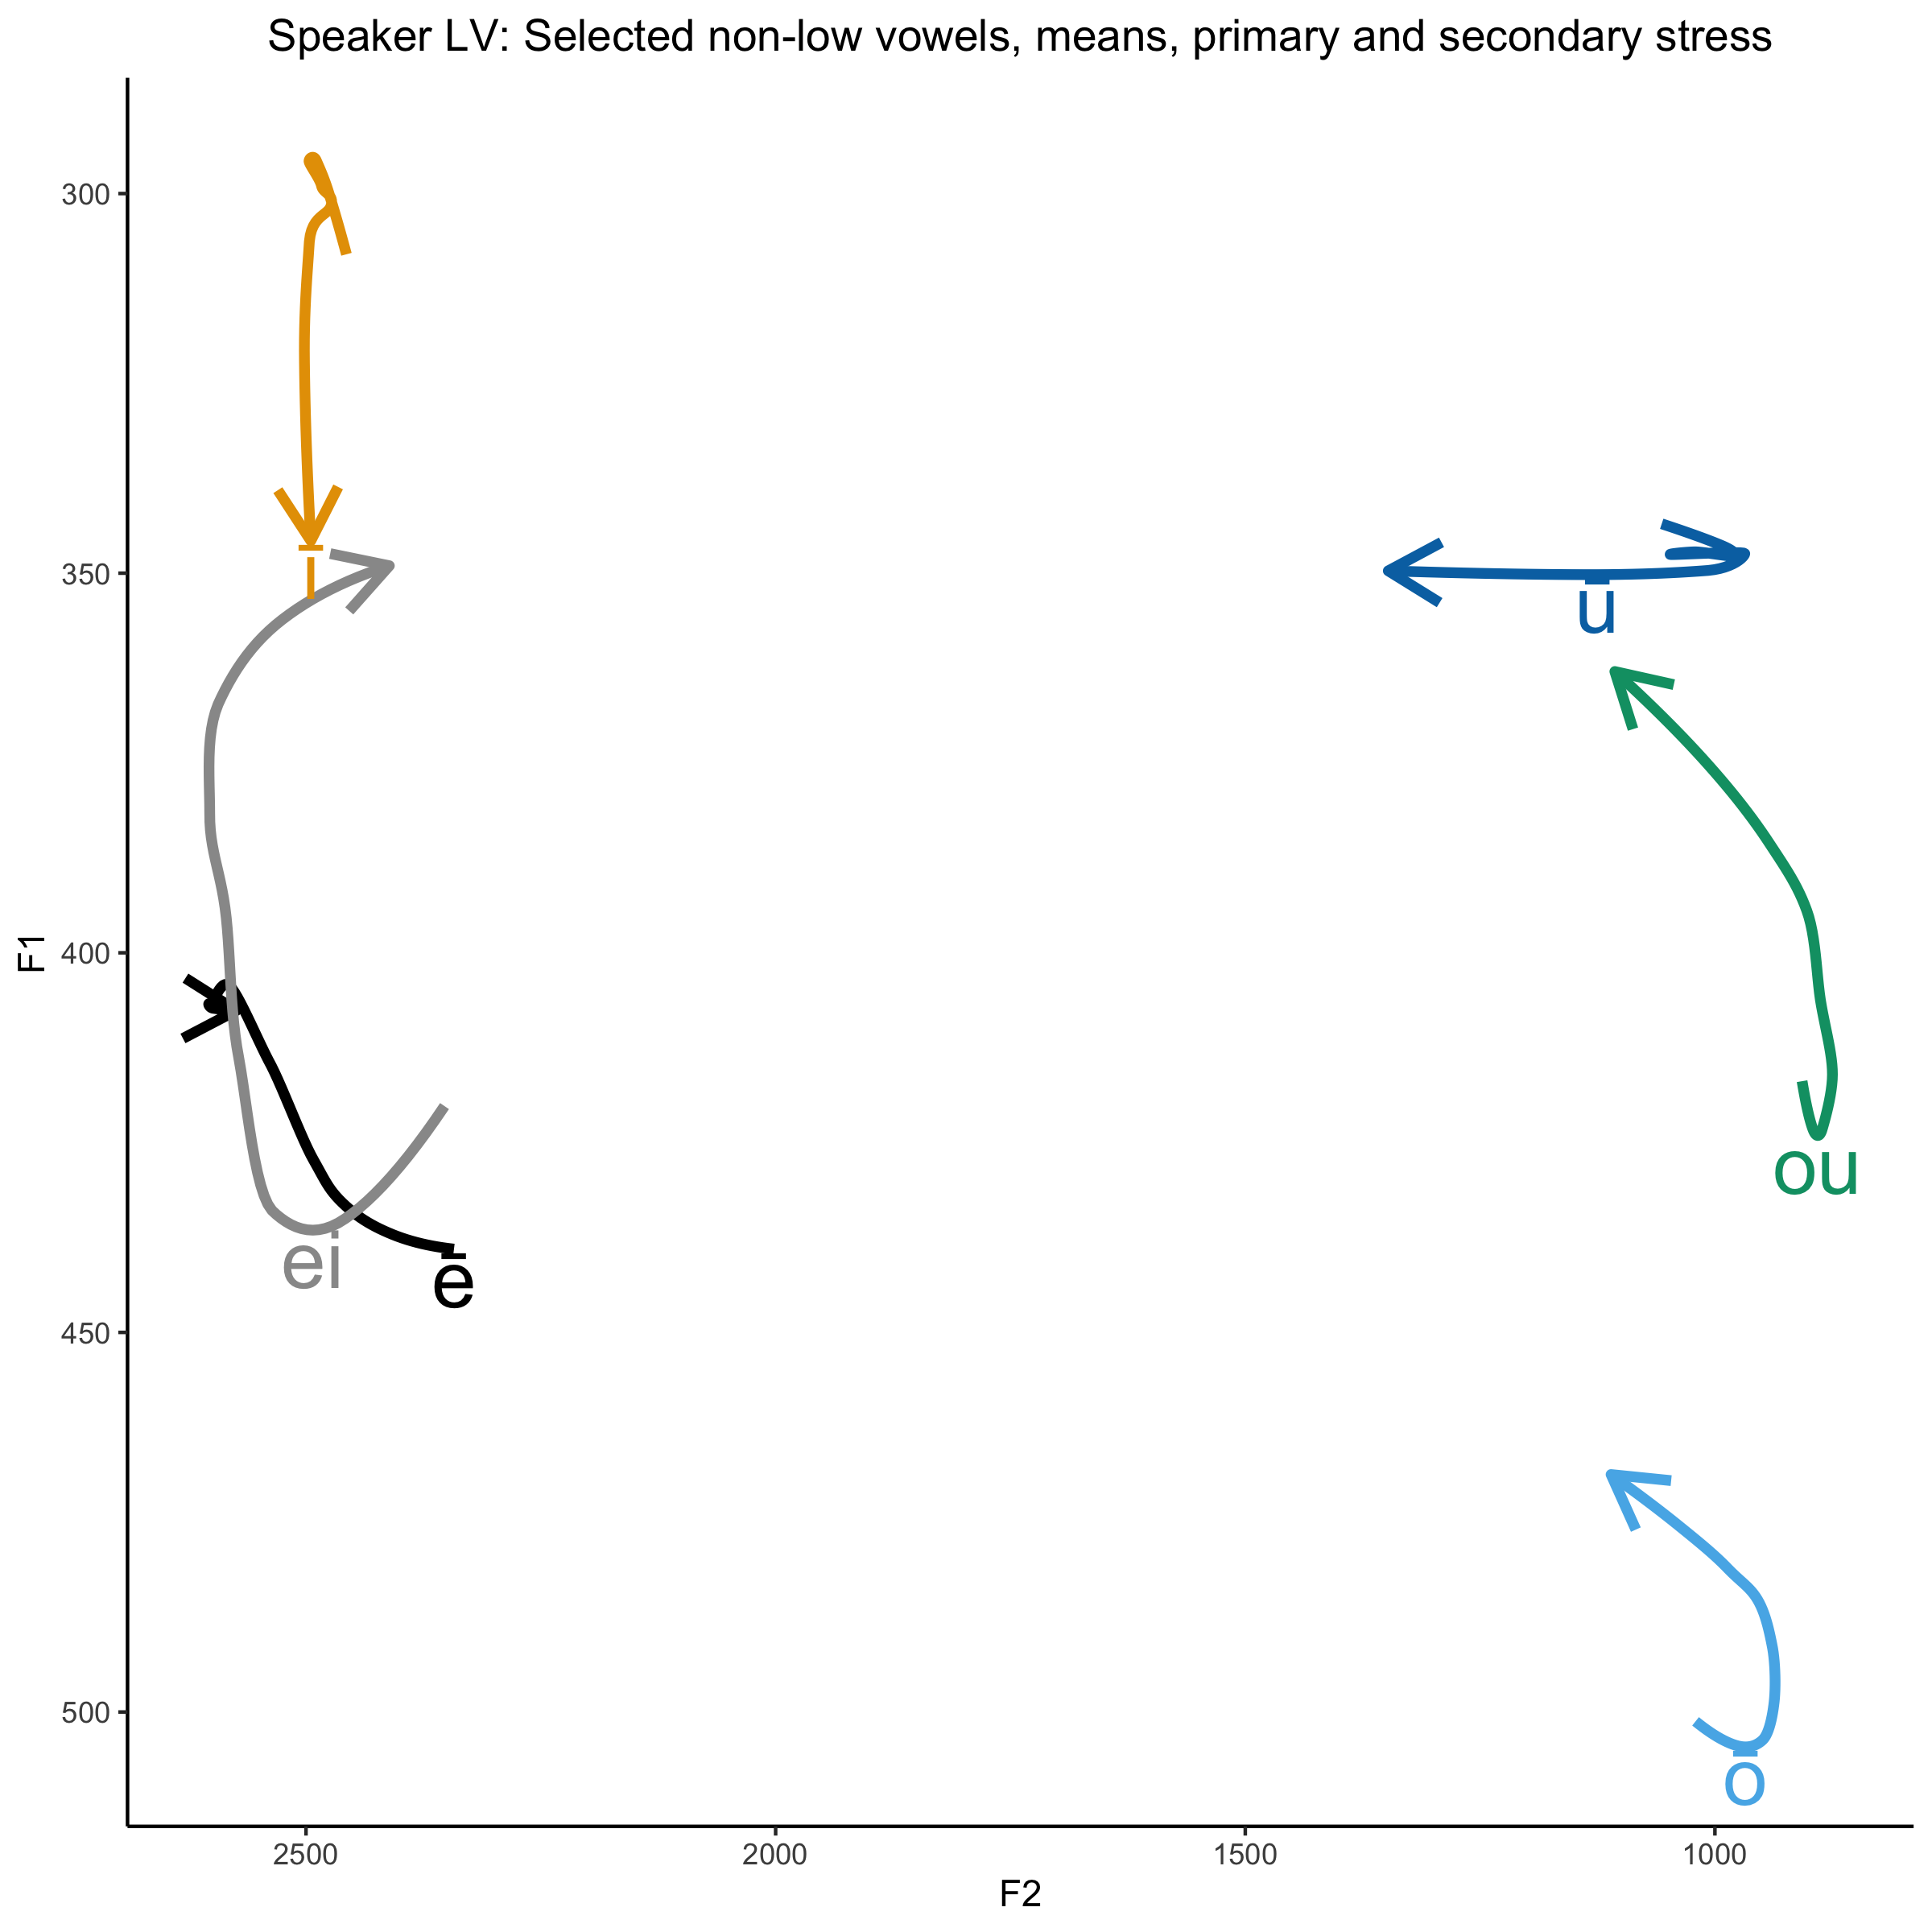 Speaker LV: Selected non-low vowels, means, primary and secondary stress
300
350
400
450
500
F1
ī
ū
ou
ei
ē
ō
2500
2000
1500
1000
F2